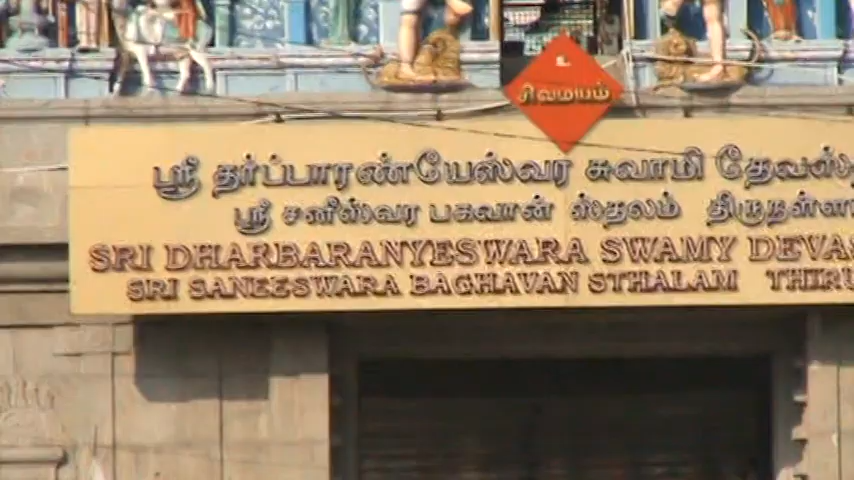 உ
சிவமயம்
ஸ்ரீ தர்ப்பாரண்யேஸ்வர சுவாமி
ஸ்ரீ சனீஸ்வர பகவான் ஸ்தலம்
SRI DHARBARANYESWARA SWAMY
SRI SANEESWARA BAGHAVAN STHALAM